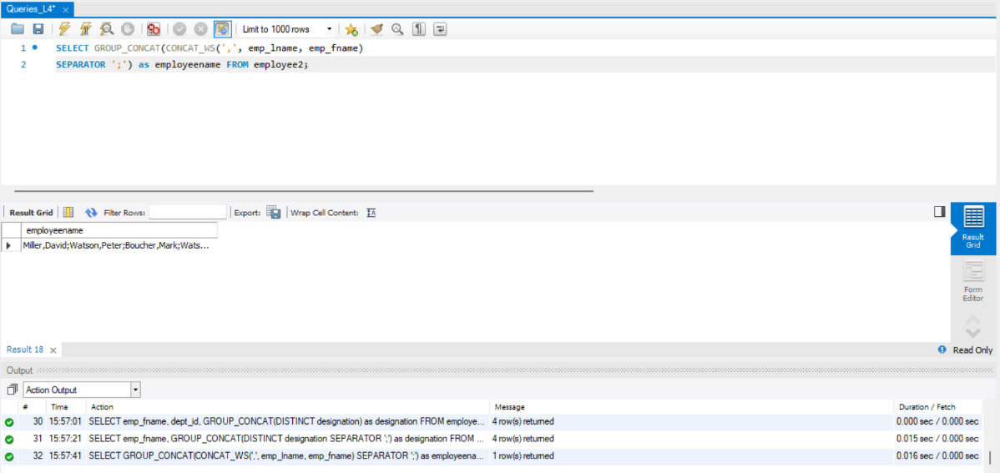 Queries_L4*
Limit to 1000 rows
1 SELECT GROUP_CONCAT(CONCAT_WS(',', emp_lname, emp_fname)
2 SEPARATOR ';') as employeename FROM employee2;
Result Grid Filter Rows: Export: Wrap Cell Content:
employeename
Miller,David;Watson,Peter;Boucher,Mark;Wats...
Result Grid
Form Editor
Result 18 Read Only
Output
Action Output
# Time Action Message Duration / Fetch
30 15:57:01 SELECT emp_fname, dept_id, GROUP_CONCAT(DISTINCT designation) as designation FROM employe... 4 row(s) returned 0.000 sec / 0.000 sec
31 15:57:21 SELECT emp_fname, GROUP_CONCAT(DISTINCT designation SEPARATOR ';') as designation FROM ... 4 row(s) returned 0.015 sec / 0.000 sec
32 15:57:41 SELECT GROUP_CONCAT(CONCAT_WS(',', emp_lname, emp_fname) SEPARATOR ';') as employeena... 1 row(s) returned 0.016 sec / 0.000 sec